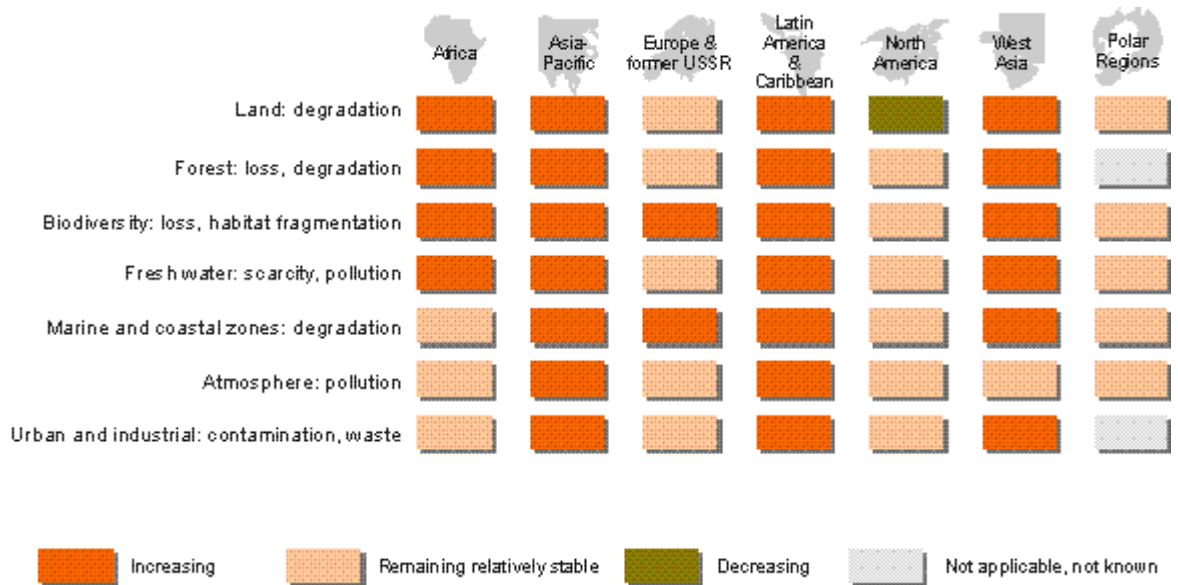 Africa
Asia-
Pacific
Europe &
former USSR
Latin
America
&
Caribbean
North
America
West
Asia
Polar
Regions
Land: degradation
Forest: loss, degradation
Biodiversity: loss, habitat fragmentation
Fresh water: scarcity, pollution
Marine and coastal zones: degradation
Atmosphere: pollution
Urban and industrial: contamination, waste
Increasing
Remaining relatively stable
Decreasing
Not applicable, not known